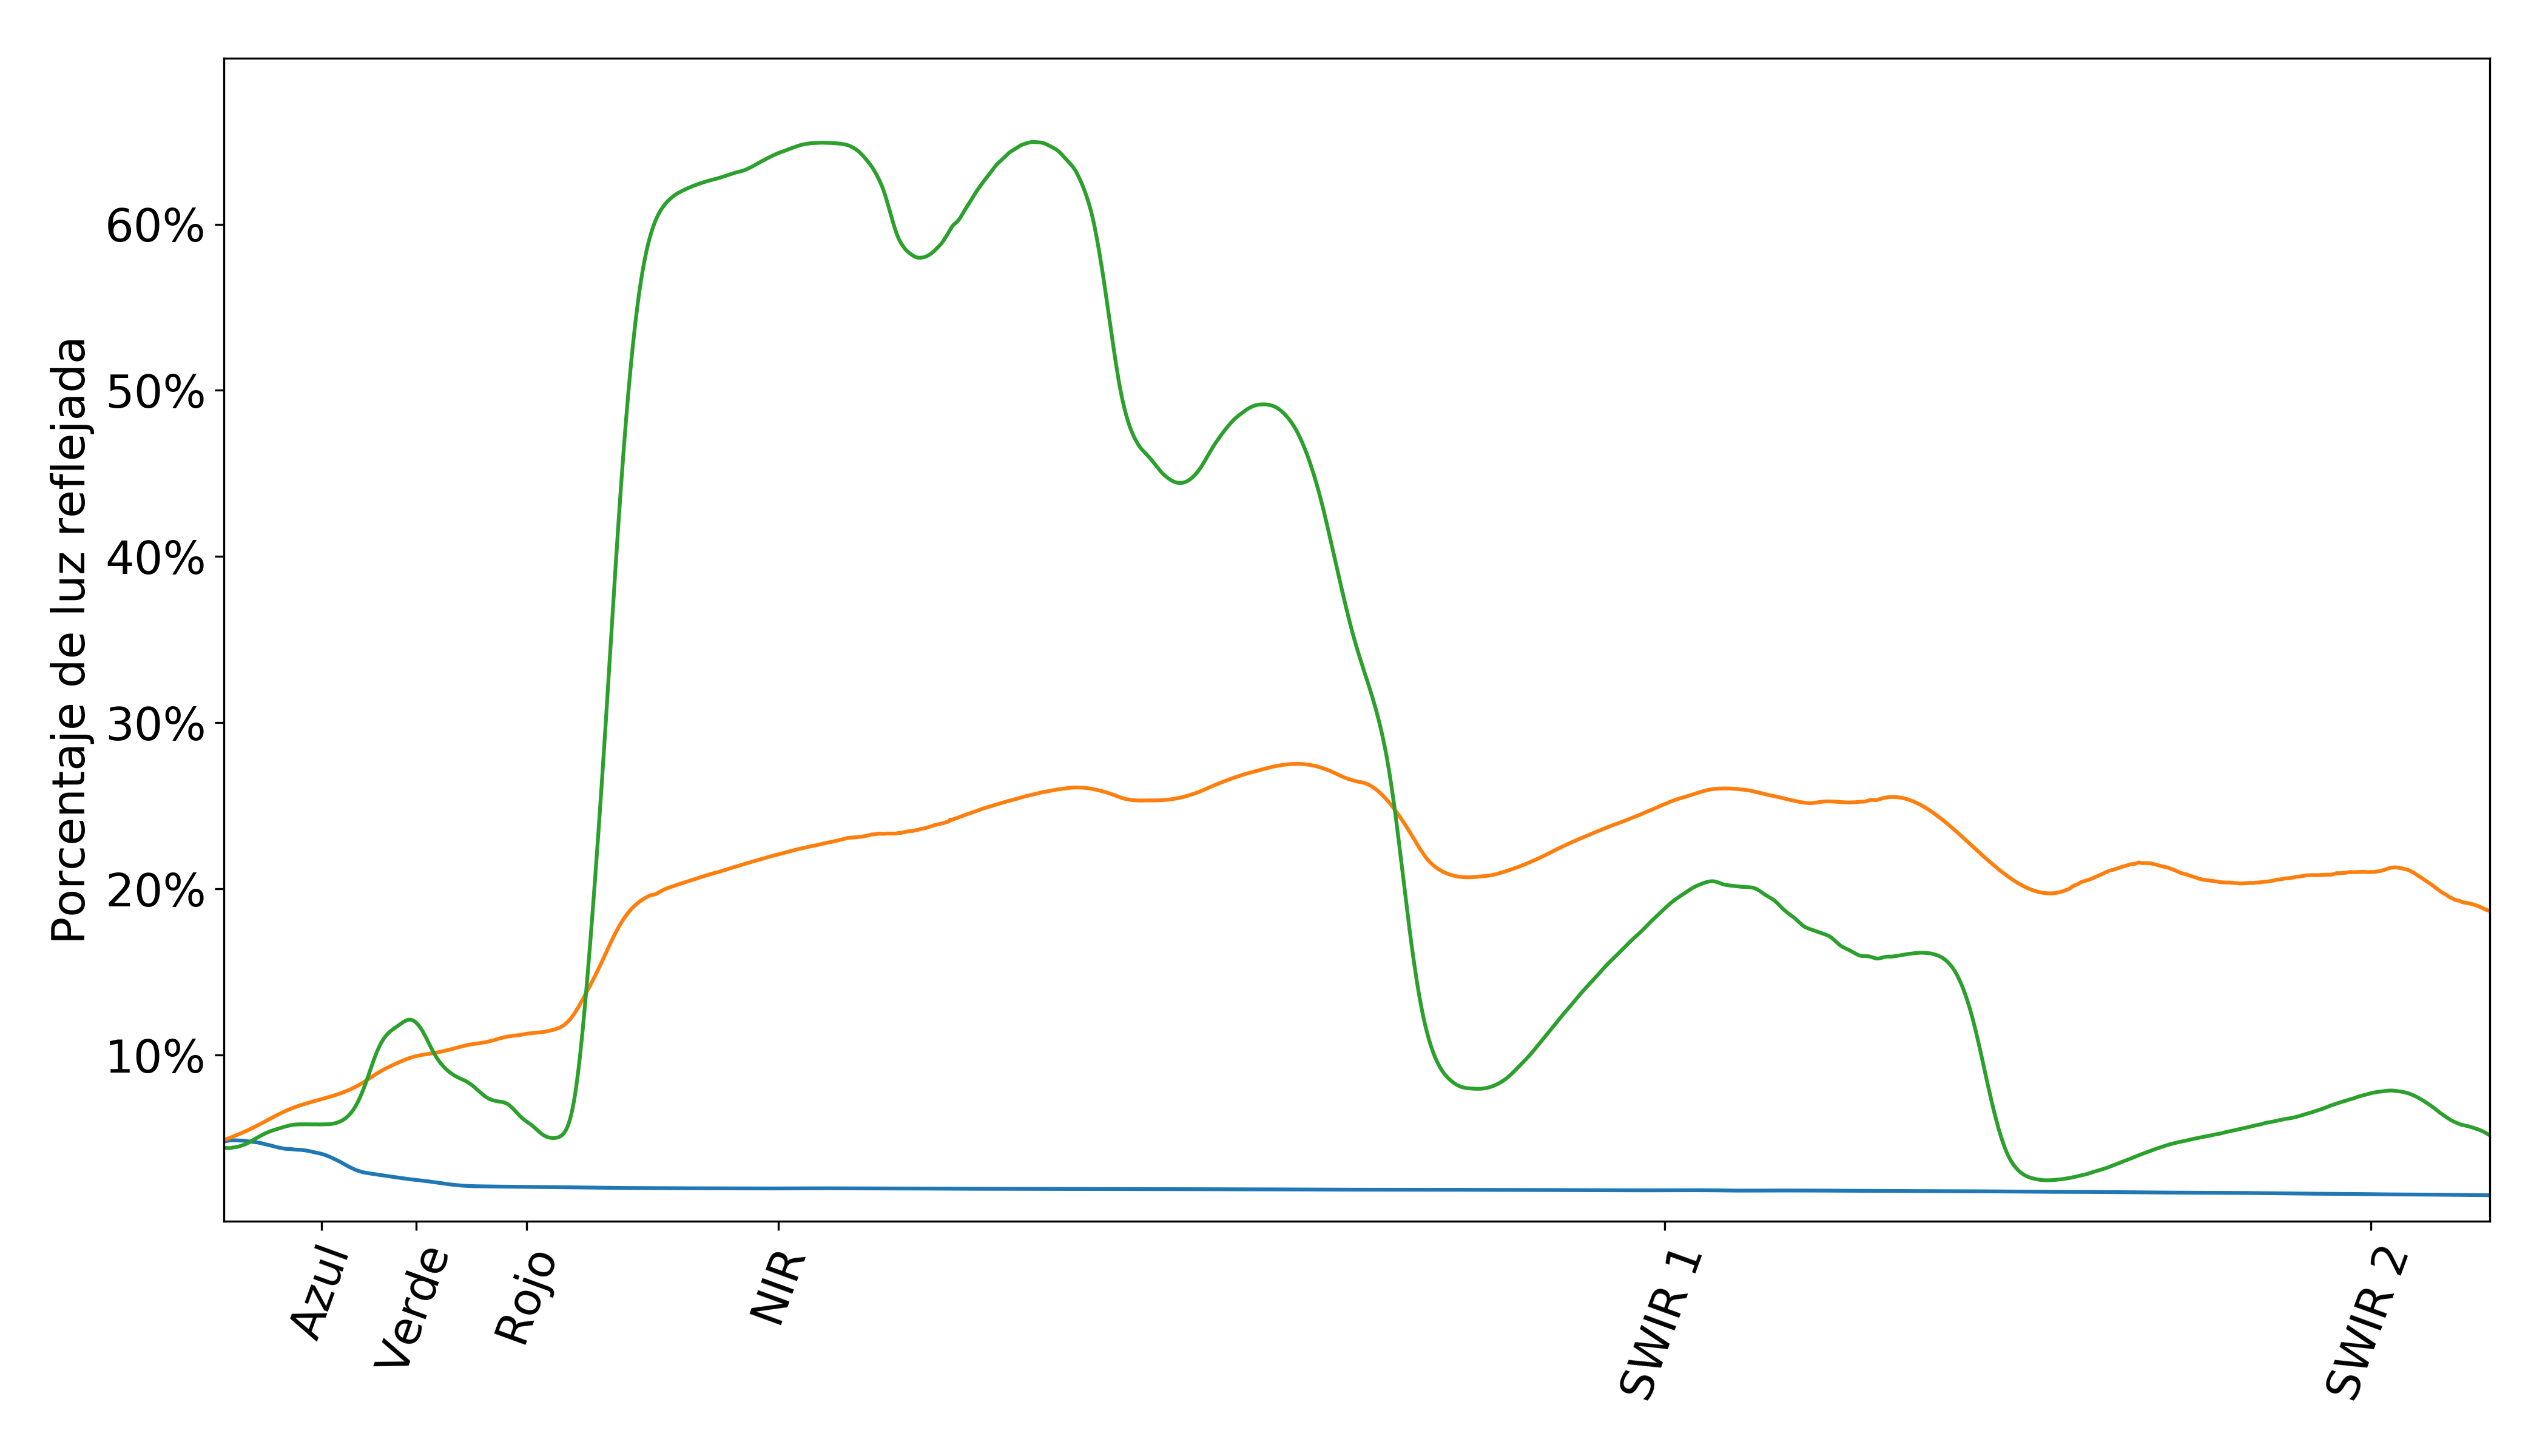 Porcentaje de luz reflejada
60%
50%
40%
30%
20%
10%
Azul
Verde
Rojo
NIR
SWIR 1
SWIR 2